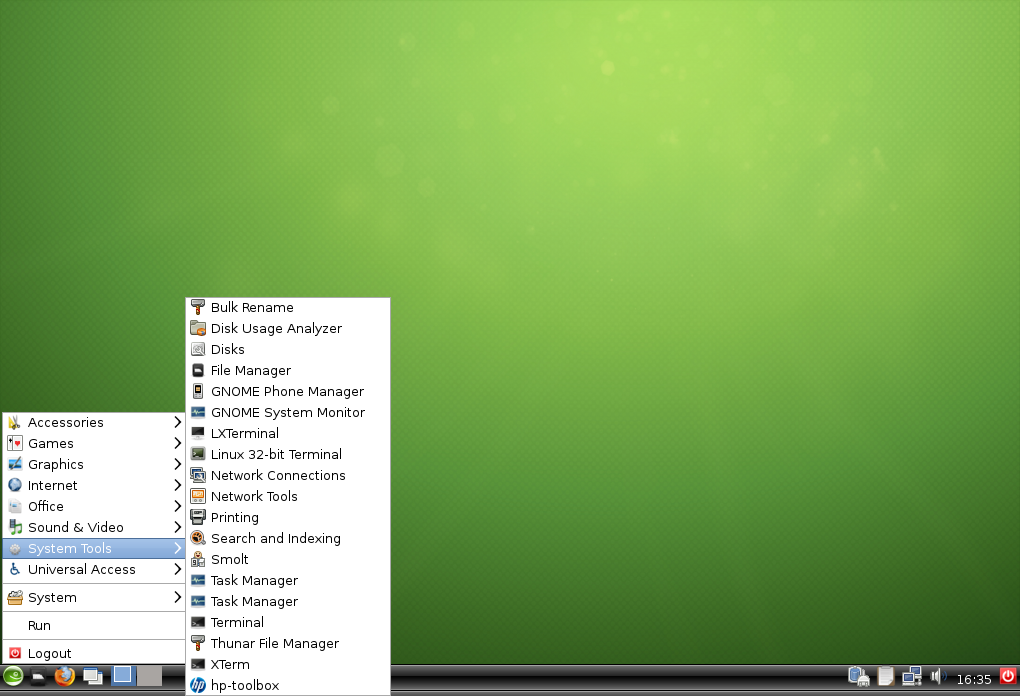 Bulk Rename
Disk Usage Analyzer
Disks
File Manager
GNOME Phone Manager
GNOME System Monitor
LXTerminal
Linux 32-bit Terminal
Network Connections
Network Tools
Printing
Search and Indexing
Smolt
Task Manager
Task Manager
Terminal
Thunar File Manager
XTerm
hp-toolbox
Accessories
Games
Graphics
Internet
Office
Sound & Video
System Tools
Universal Access
System
Run
Logout
16:35